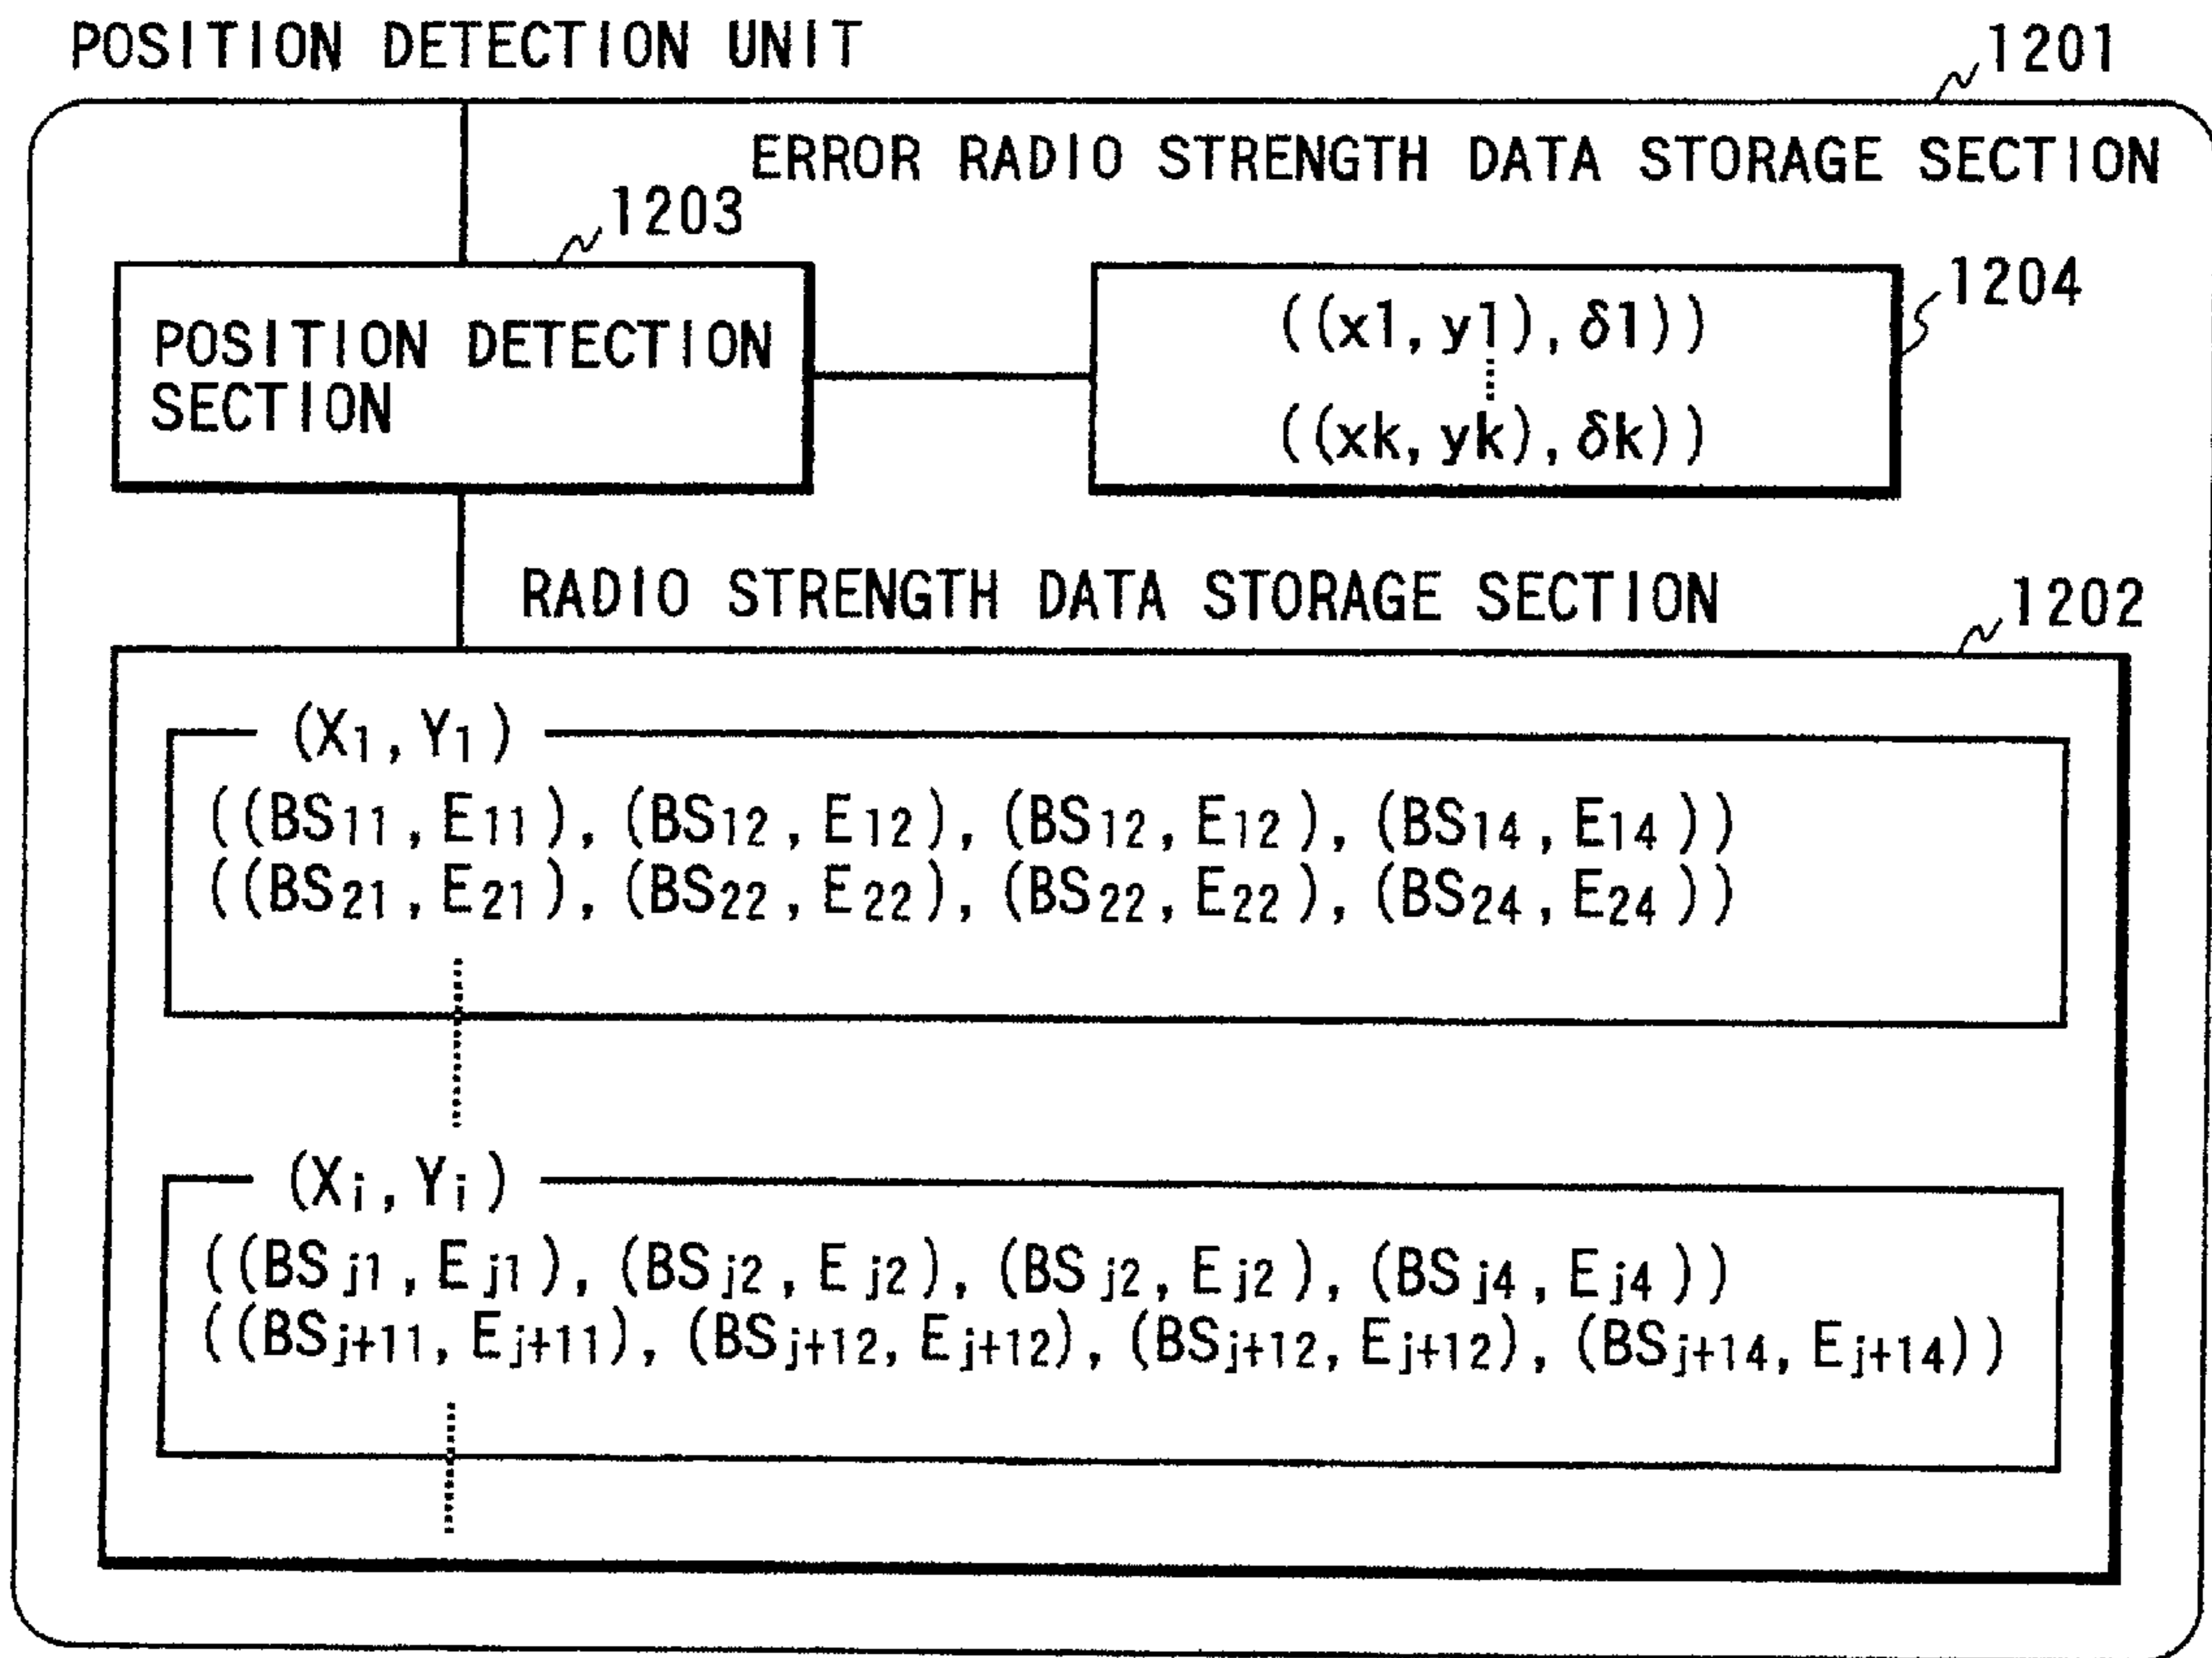 POSITION DETECTION UNIT
1201
ERROR RADIO STRENGTH DATA STORAGE SECTION
1203
POSITION DETECTION
SECTION
1204
((x1, y1), δ1))
((xk, yk), δk))
RADIO STRENGTH DATA STORAGE SECTION
1202
(X1, Y1)
((BS11, E11), (BS12, E12), (BS12, E12), (BS14, E14))
((BS21, E21), (BS22, E22), (BS22, E22), (BS24, E24))
(Xi, Yi)
((BSj1, Ej1), (BSj2, Ej2), (BSj2, Ej2), (BSj4, Ej4))
((BSj+11, Ej+11), (BSj+12, Ej+12), (BSj+12, Ej+12), (BSj+14, Ej+14))